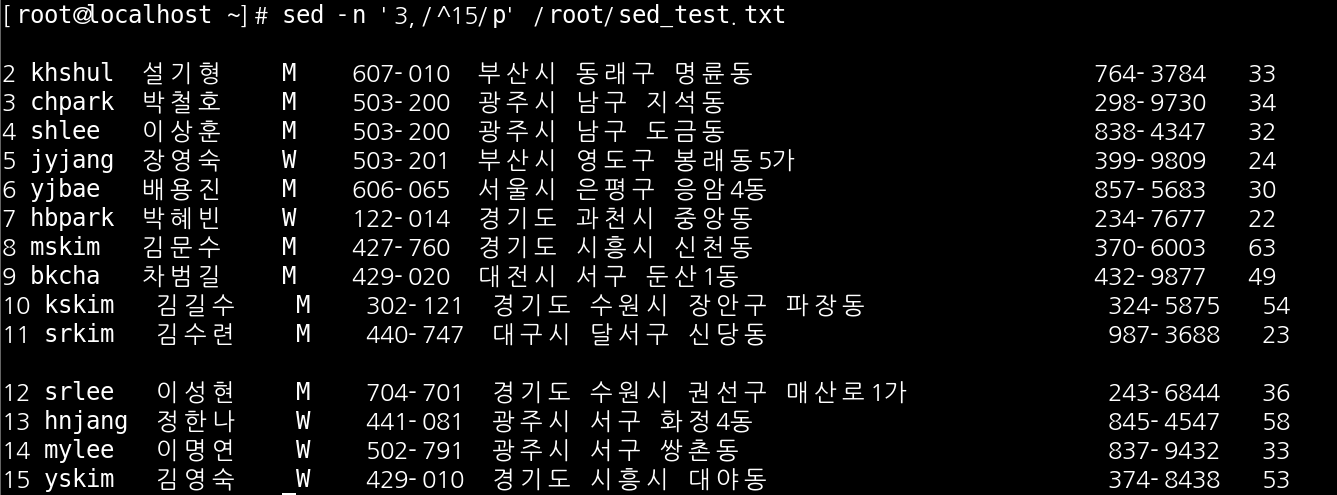 [root@localhost ~]# sed -n '3,/^15/p' /root/sed_test.txt
2 khshul 설기형 M 607-010 부산시 동래구 명륜동 764-3784 33
3 chpark 박철호 M 503-200 광주시 남구 지석동 298-9730 34
4 shlee 이상훈 M 503-200 광주시 남구 도금동 838-4347 32
5 jyjang 장영숙 W 503-201 부산시 영도구 봉래동5가 399-9809 24
6 yjbae 배용진 M 606-065 서울시 은평구 응암4동 857-5683 30
7 hbpark 박혜빈 W 122-014 경기도 과천시 중앙동 234-7677 22
8 mskim 김문수 M 427-760 경기도 시흥시 신천동 370-6003 63
9 bkcha 차범길 M 429-020 대전시 서구 둔산1동 432-9877 49
10 kskim 김길수 M 302-121 경기도 수원시 장안구 파장동 324-5875 54
11 srkim 김수련 M 440-747 대구시 달서구 신당동 987-3688 23
12 srlee 이성현 M 704-701 경기도 수원시 권선구 매산로1가 243-6844 36
13 hnjang 정한나 W 441-081 광주시 서구 화정4동 845-4547 58
14 mylee 이명연 W 502-791 광주시 서구 쌍촌동 837-9432 33
15 yskim 김영숙 W 429-010 경기도 시흥시 대야동 374-8438 53